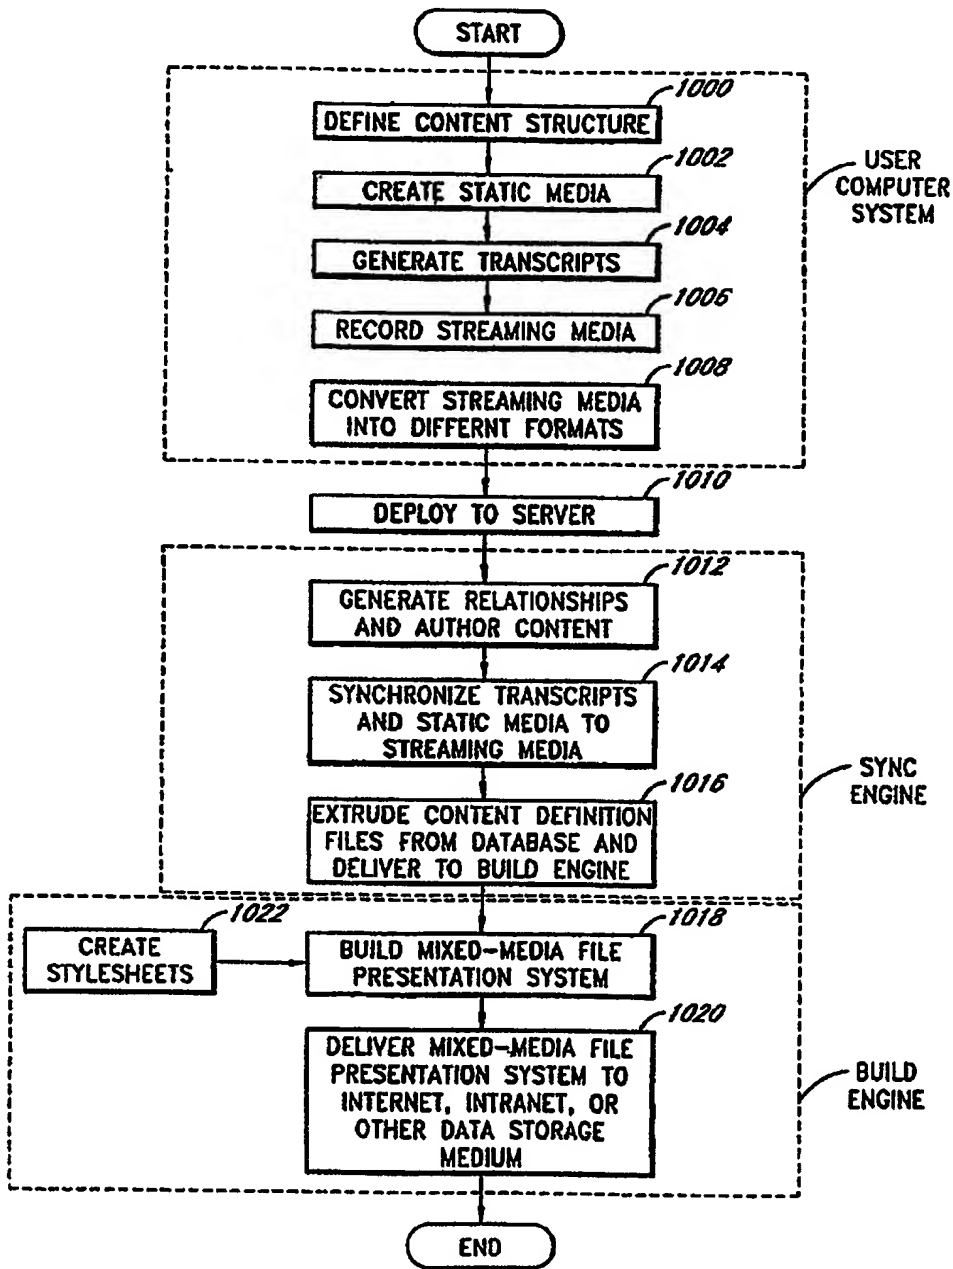 START
1000
DEFINE CONTENT STRUCTURE
1002
CREATE STATIC MEDIA
1004
GENERATE TRANSCRIPTS
1006
RECORD STREAMING MEDIA
1008
CONVERT STREAMING MEDIA
INTO DIFFERNT FORMATS
USER
COMPUTER
SYSTEM
1010
DEPLOY TO SERVER
1012
GENERATE RELATIONSHIPS
AND AUTHOR CONTENT
1014
SYNCHRONIZE TRANSCRIPTS
AND STATIC MEDIA TO
STREAMING MEDIA
1016
EXTRUDE CONTENT DEFINITION
FILES FROM DATABASE AND
DELIVER TO BUILD ENGINE
SYNC
ENGINE
1022
CREATE
STYLESHEETS
1018
BUILD MIXED-MEDIA FILE
PRESENTATION SYSTEM
1020
DELIVER MIXED-MEDIA FILE
PRESENTATION SYSTEM TO
INTERNET, INTRANET, OR
OTHER DATA STORAGE
MEDIUM
BUILD
ENGINE
END